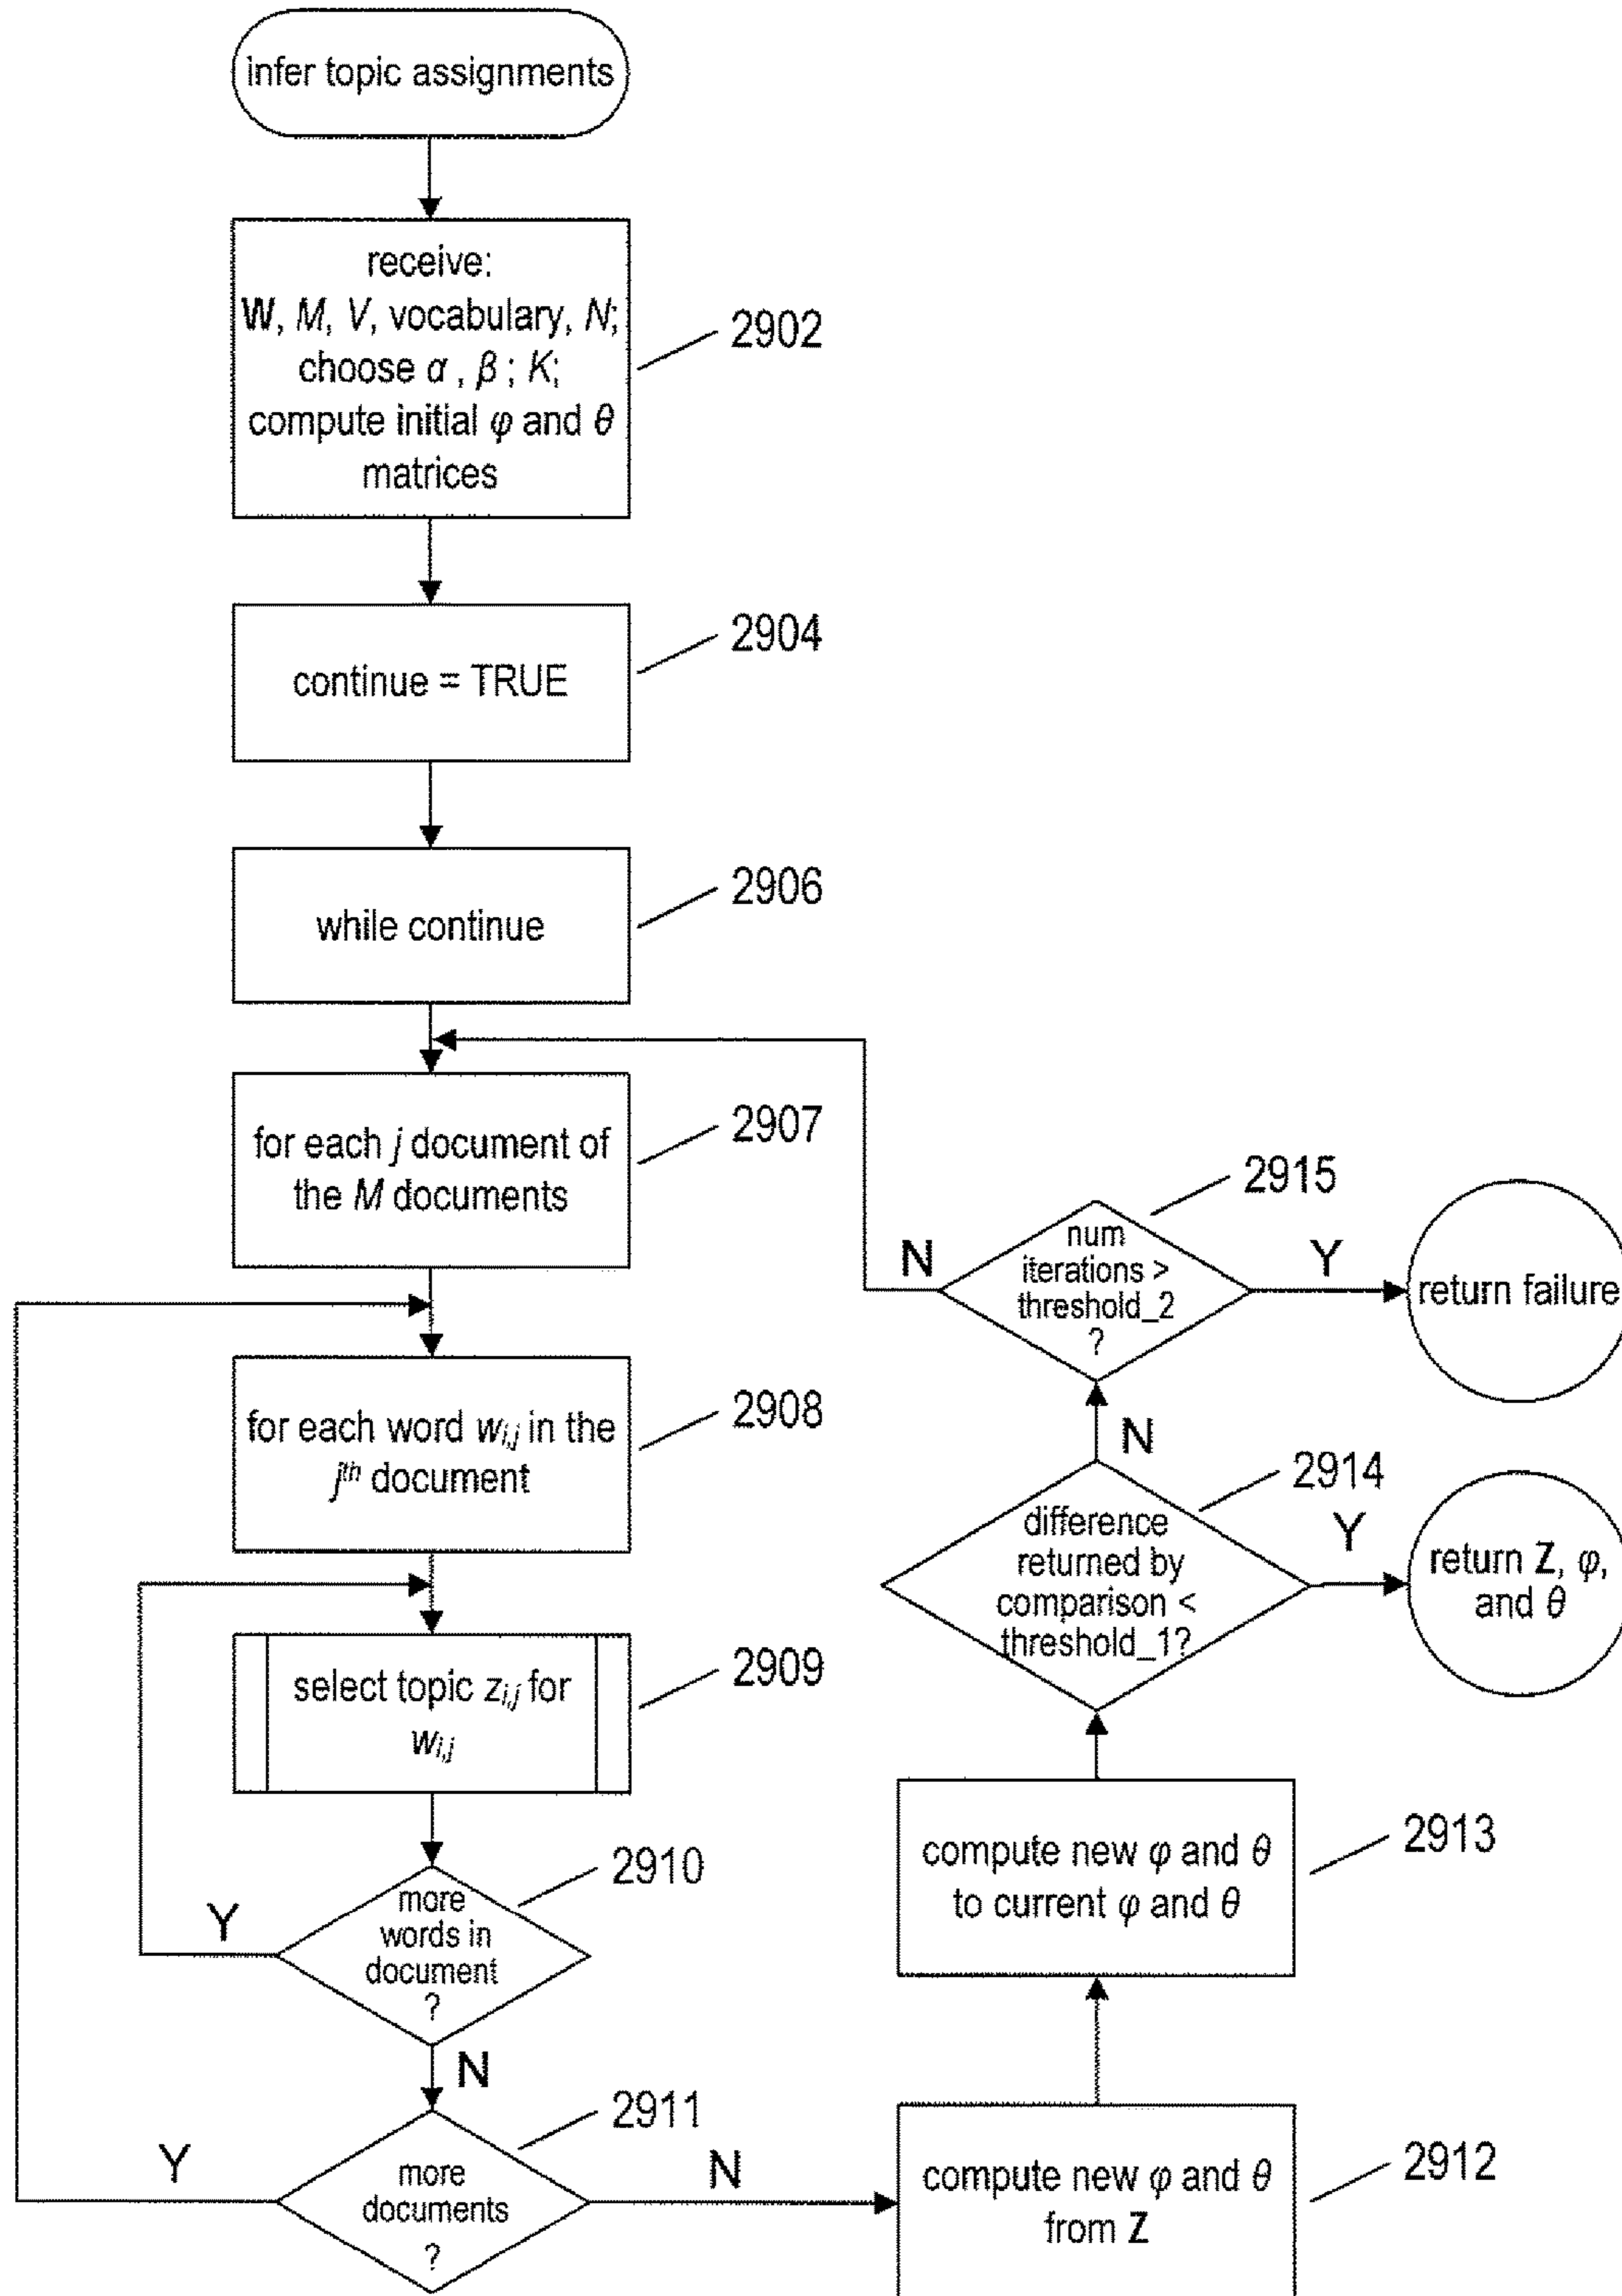 infer topic assignments
receive:
W, M, V, vocabulary, N;
choose α , β ; K;
compute initial φ and θ
matrices
2902
continue = TRUE
2904
while continue
2906
for each j document of
the M documents
2907
for each word wi,j in the
jth document
2908
select topic zi,j for
wi,j
2909
more
words in
document
?
2910
Y
N
more
documents
?
2911
Y
N
compute new φ and θ
from Z
2912
compute new φ and θ
to current φ and θ
2913
difference
returned by
comparison <
threshold_1?
2914
Y
return Z, φ,
and θ
N
num
iterations >
threshold_2
?
2915
N
Y
return failure